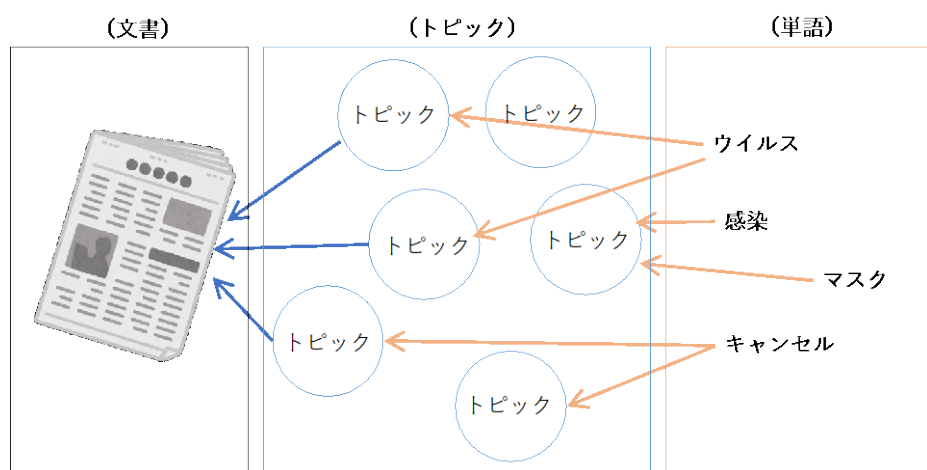 （文書）
（トピック）
（単語）
トピック
トピック
ウイルス
トピック
トピック
感染
マスク
トピック
キャンセル
トピック